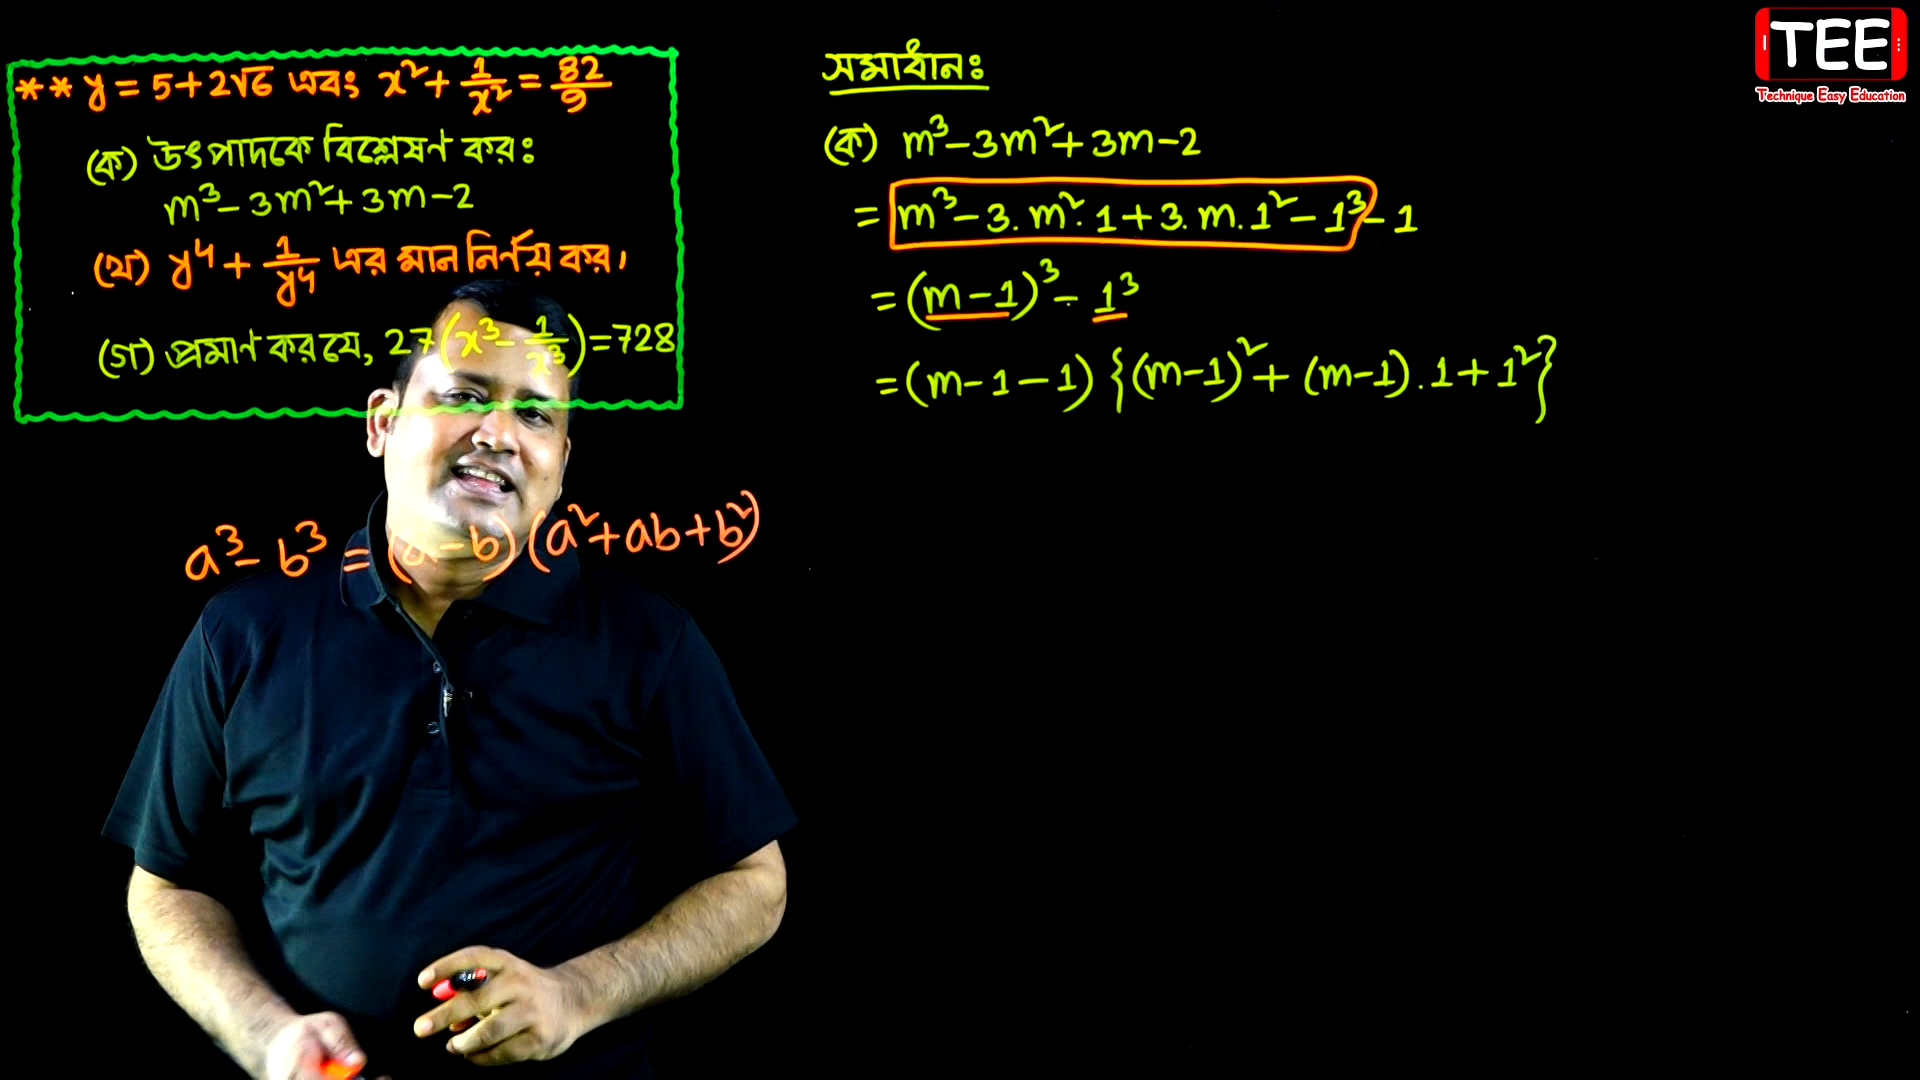 ** y = 5+2√6 এবং x² + 1/x² = 82/9
(ক) উৎপাদকে বিশ্লেষণ করঃ
m³ – 3m² + 3m – 2
(খ) y⁴ + 1/y⁴ এর মান নির্ণয় কর।
(গ) প্রমাণ কর যে, 27(x³ – 1/x³) = 728
a³ – b³ = (a – b) (a² + ab + b²)
সমাধানঃ
(ক) m³ – 3m² + 3m – 2
= m³ – 3. m². 1 + 3. m. 1² – 1³ – 1
= (m – 1)³ – 1³
= (m – 1 – 1) {(m – 1)² + (m – 1). 1 + 1²}
TEE
Technique Easy Education